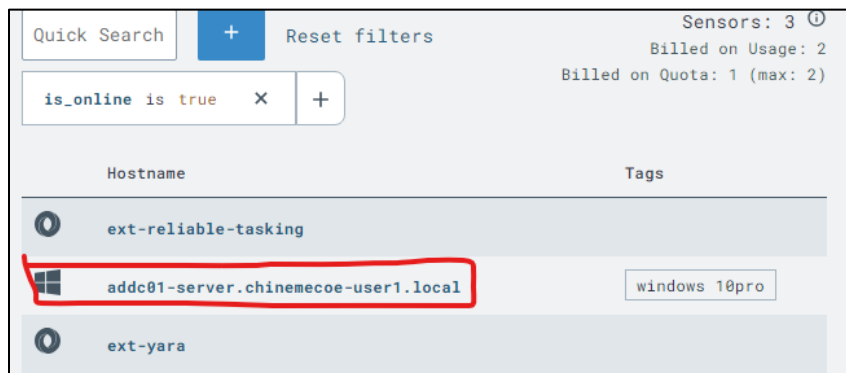 Quick Search + Reset filters
Sensors: 3
Billed on Usage: 2
Billed on Quota: 1 (max: 2)
is_online is true × +
Hostname Tags
ext-reliable-tasking
addc01-server.chinemecoe-user1.local windows 10pro
ext-yara